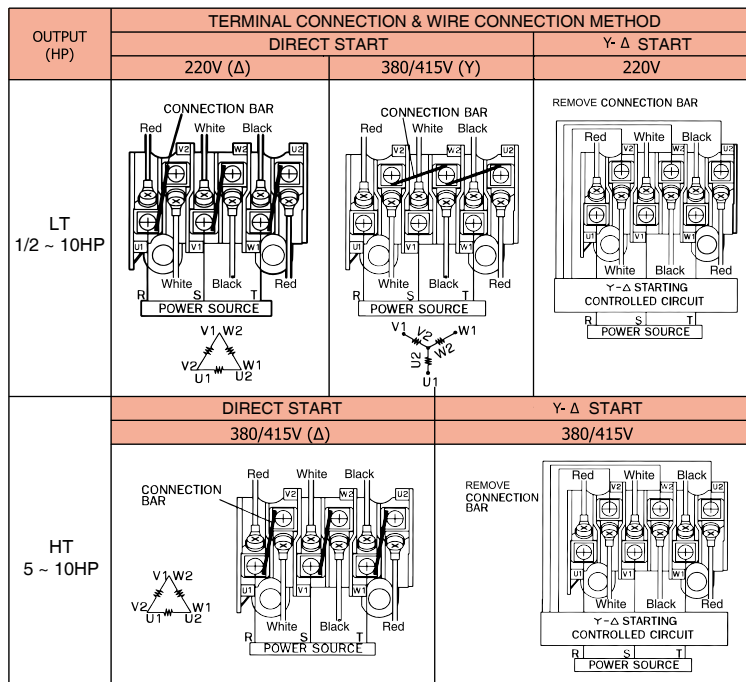 OUTPUT
(HP)
TERMINAL CONNECTION & WIRE CONNECTION METHOD
DIRECT START
Y- Δ START
220V (Δ)
380/415V (Y)
220V
LT
1/2 ~ 10HP
CONNECTION BAR
Red White Black
V2 W2 U2
U1 V1 W1
White Black Red
R S T
POWER SOURCE
V1 W2
V2 W1
U1 U2
CONNECTION BAR
Red White Black
V2 W2 U2
U1 V1 W1
White Black Red
R S T
POWER SOURCE
V1 W1
V2 W2
U2
U1
REMOVE CONNECTION BAR
Red White Black
V2 W2 U2
U1 V1 W1
White Black Red
Y-Δ STARTING
CONTROLLED CIRCUIT
R S T
POWER SOURCE
DIRECT START
Y- Δ START
380/415V (Δ)
380/415V
HT
5 ~ 10HP
CONNECTION
BAR
Red White Black
V2 W2 U2
U1 V1 W1
White Black Red
R S T
POWER SOURCE
V1 W2
V2 W1
U1 U2
REMOVE
CONNECTION
BAR
Red White Black
V2 W2 U2
U1 V1 W1
White Black Red
Y-Δ STARTING
CONTROLLED CIRCUIT
R S T
POWER SOURCE